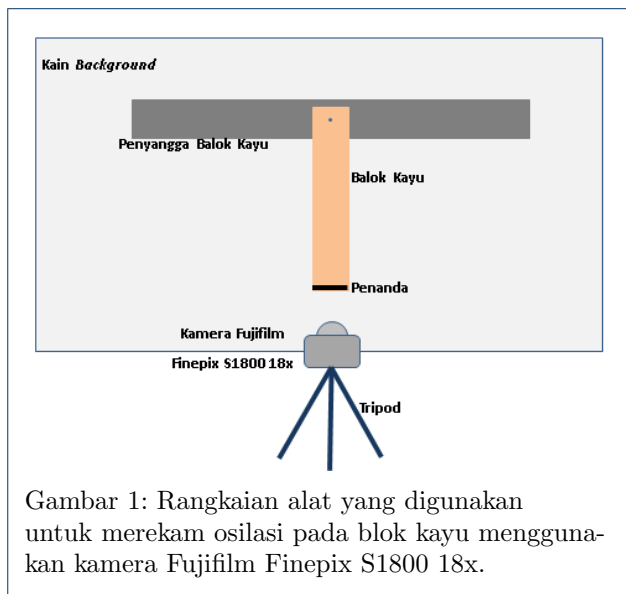 Kain Background
Penyangga Balok Kayu
Balok Kayu
Penanda
Kamera Fujifilm
Finepix S1800 18x
Tripod
Gambar 1: Rangkaian alat yang digunakan
untuk merekam osilasi pada blok kayu mengguna-
kan kamera Fujifilm Finepix S1800 18x.